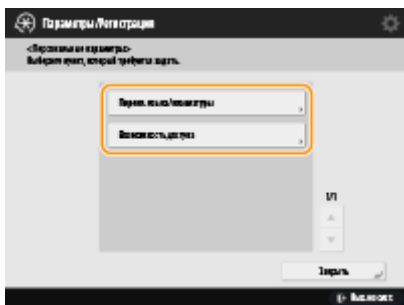 Параметры/Регистрация
<Персональные параметры>
Выберите пункт, который требуется задать.
Перекл. языка/клавиатуры
Возможность доступа
1/1
Закрыть